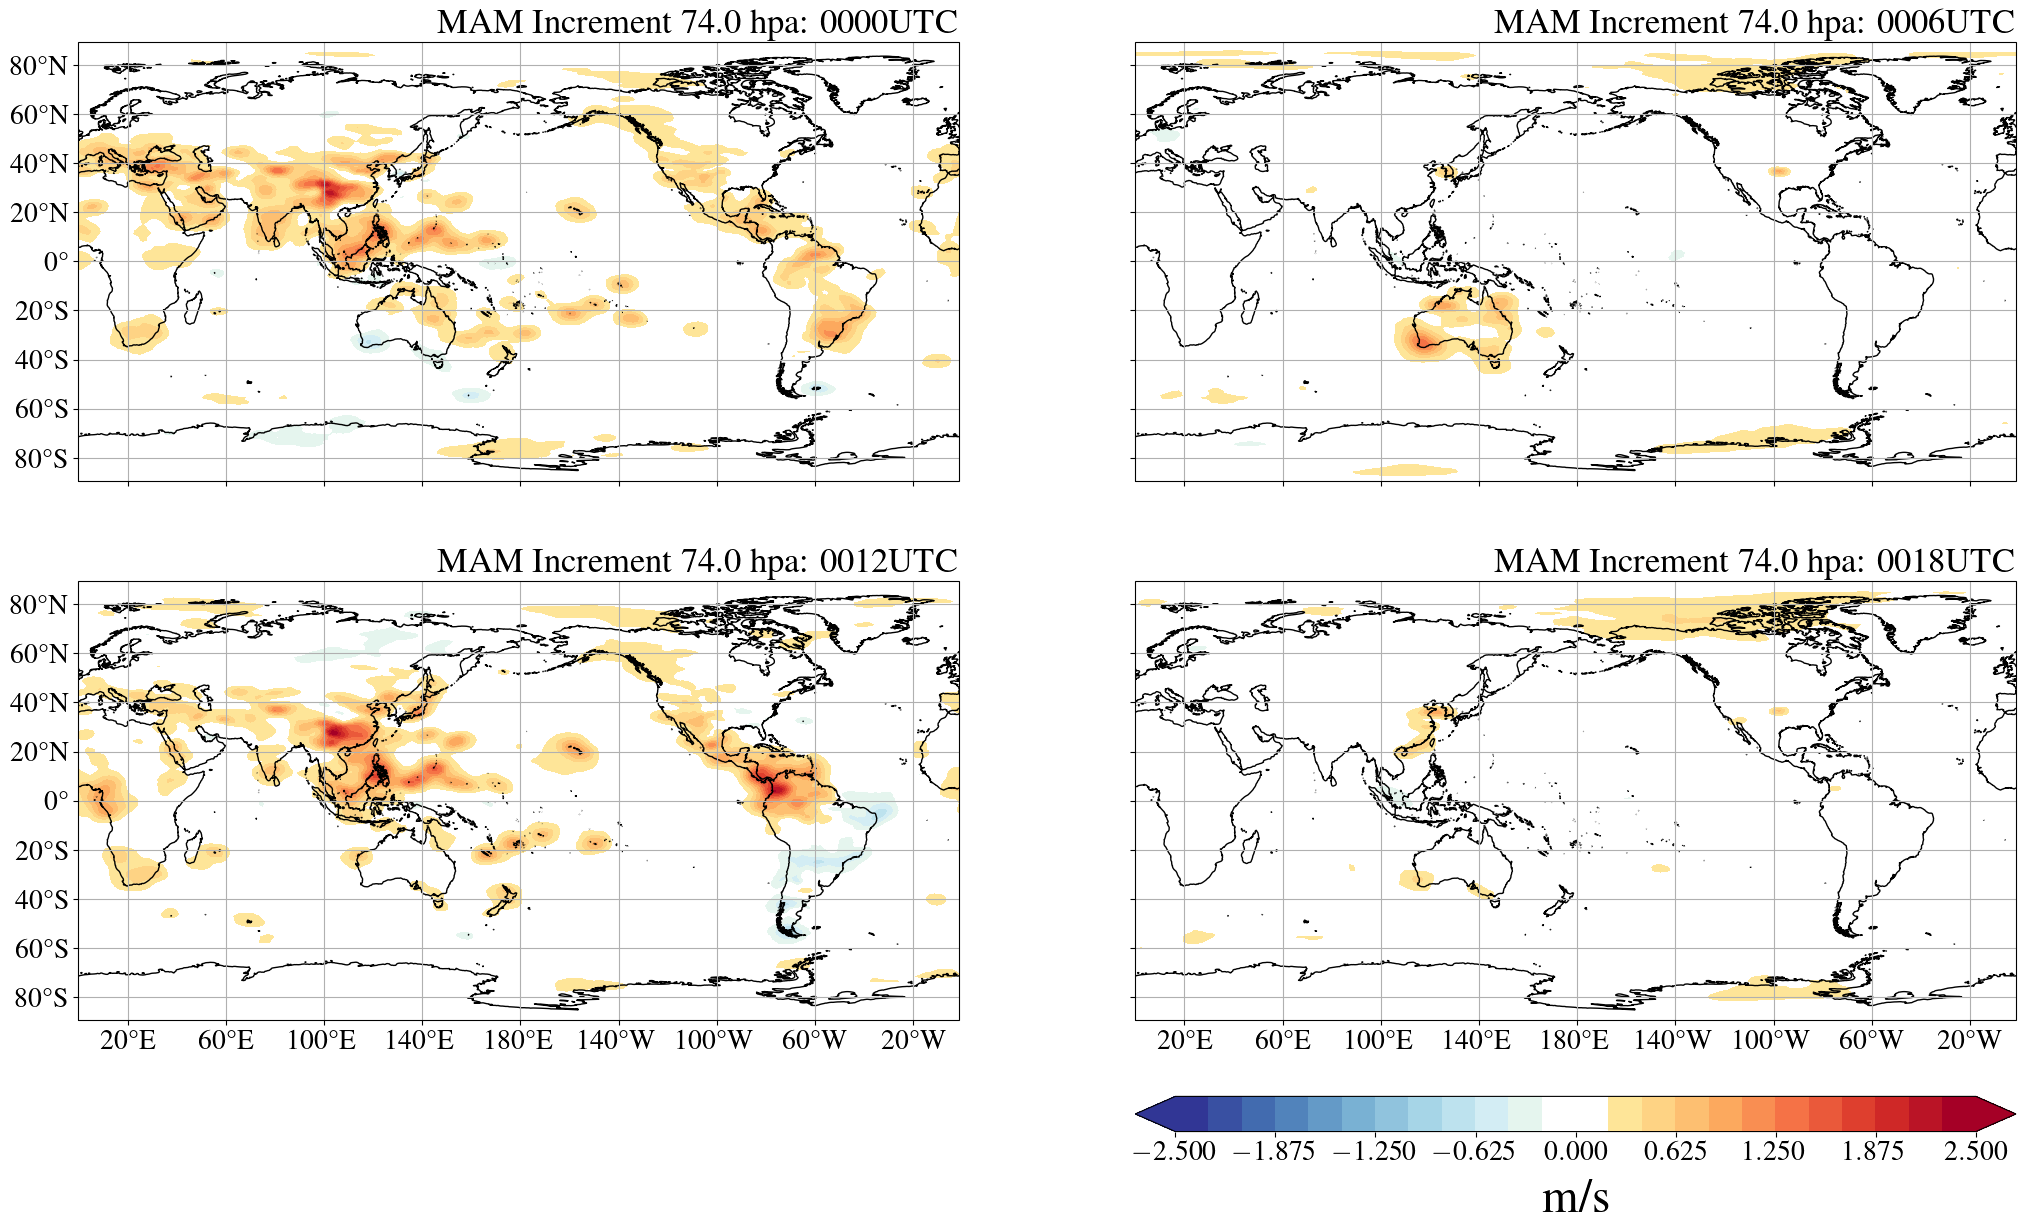 MAM Increment 74.0 hpa: 0000UTC
MAM Increment 74.0 hpa: 0006UTC
80°N
60°N
40°N
20°N
0°
20°S
40°S
60°S
80°S
MAM Increment 74.0 hpa: 0012UTC
MAM Increment 74.0 hpa: 0018UTC
80°N
60°N
40°N
20°N
0°
20°S
40°S
60°S
80°S
20°E 60°E 100°E 140°E 180°E 140°W 100°W 60°W 20°W
20°E 60°E 100°E 140°E 180°E 140°W 100°W 60°W 20°W
−2.500 −1.875 −1.250 −0.625 0.000 0.625 1.250 1.875 2.500
m/s